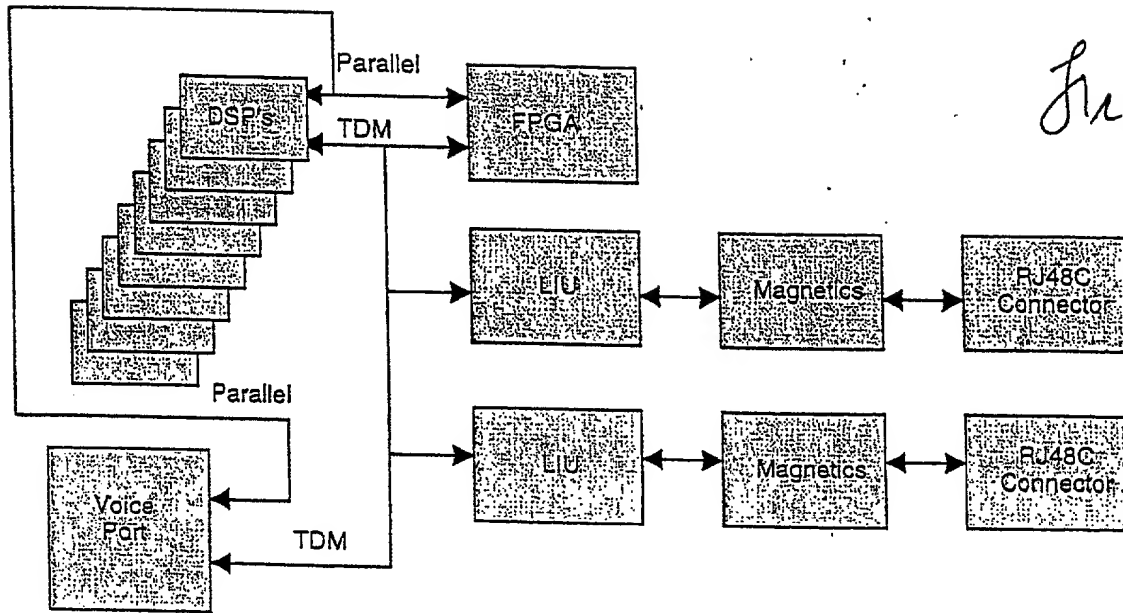 Parallel
DSP's
TDM
FPGA
LIU
Magnetics
RJ48C
Connector
Parallel
LIU
Magnetics
RJ48C
Connector
Voice
Port
TDM